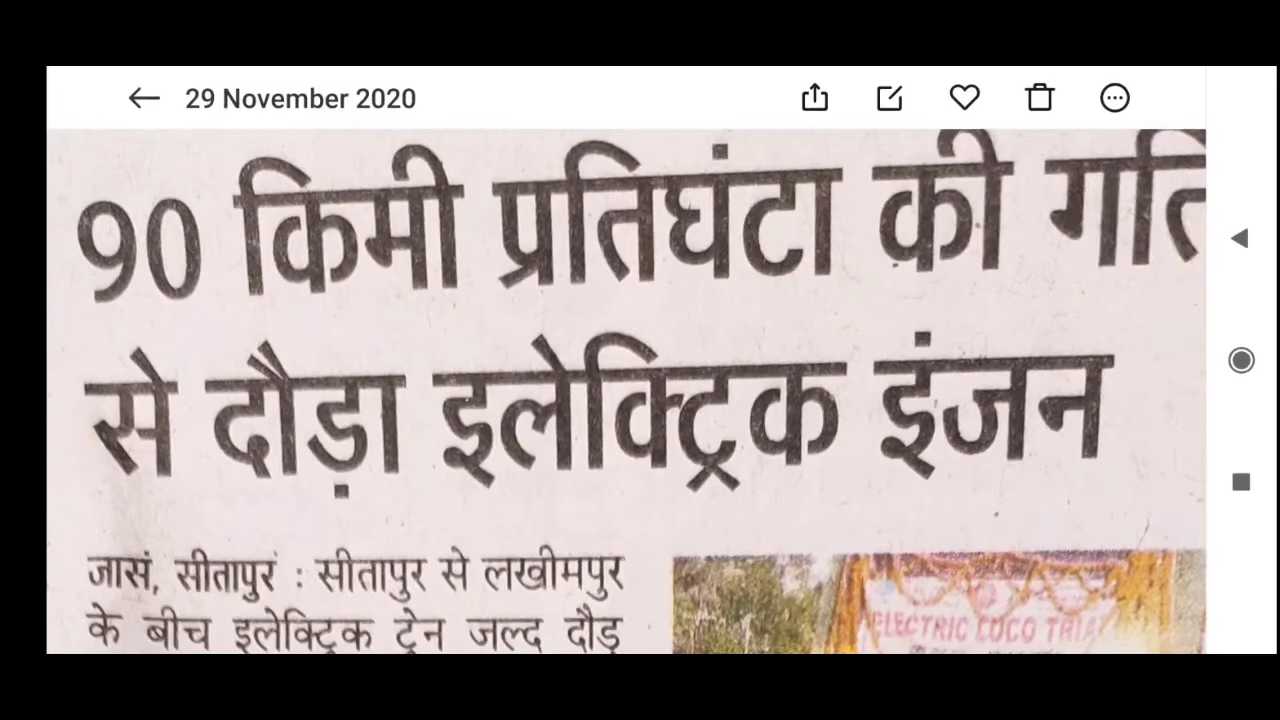 29 November 2020
90 किमी प्रतिघंटा की गति
से दौड़ा इलेक्ट्रिक इंजन
जासं, सीतापुर : सीतापुर से लखीमपुर
के बीच इलेक्ट्रिक ट्रेन जल्द दौड़
ELECTRIC LOCO TRIA